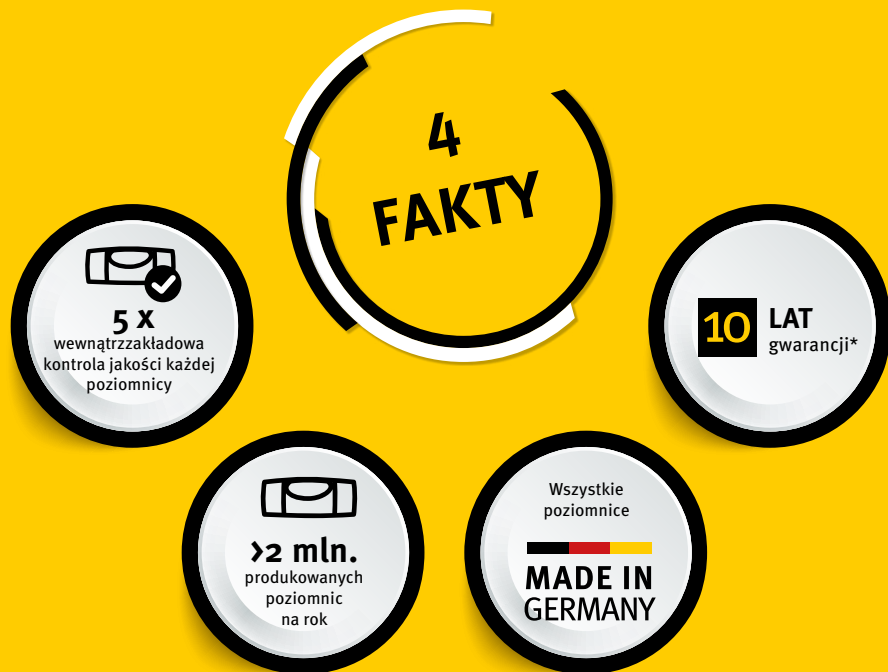 4
FAKTY
5 x
wewnątrzzakładowa
kontrola jakości każdej
poziomnicy
>2 mln.
produkowanych
poziomnic
na rok
Wszystkie
poziomnice
MADE IN
GERMANY
10 LAT
gwarancji*